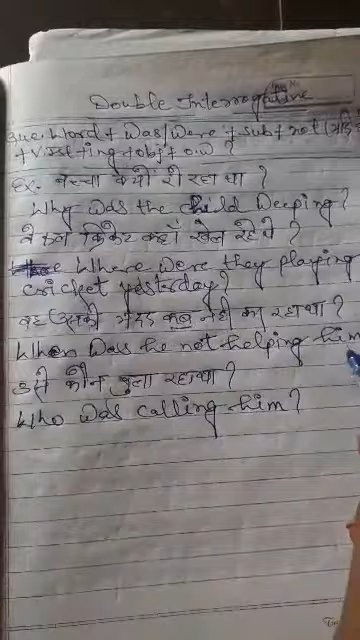 Double Interrogative
Que Word + Was/Were + sub + not (यदि
+ V.Ist + ing + obj + o.w ?
Ex. बच्चा क्यों रो रहा था ?
Why was the child weeping ?
वे कल क्रिकेट कहाँ खेल रहे थे ?
Where were they playing
cricket yesterday ?
वह उसकी मदद कब नहीं कर रहा था ?
When was he not helping him
उसे कौन बुला रहा था ?
Who was calling him ?